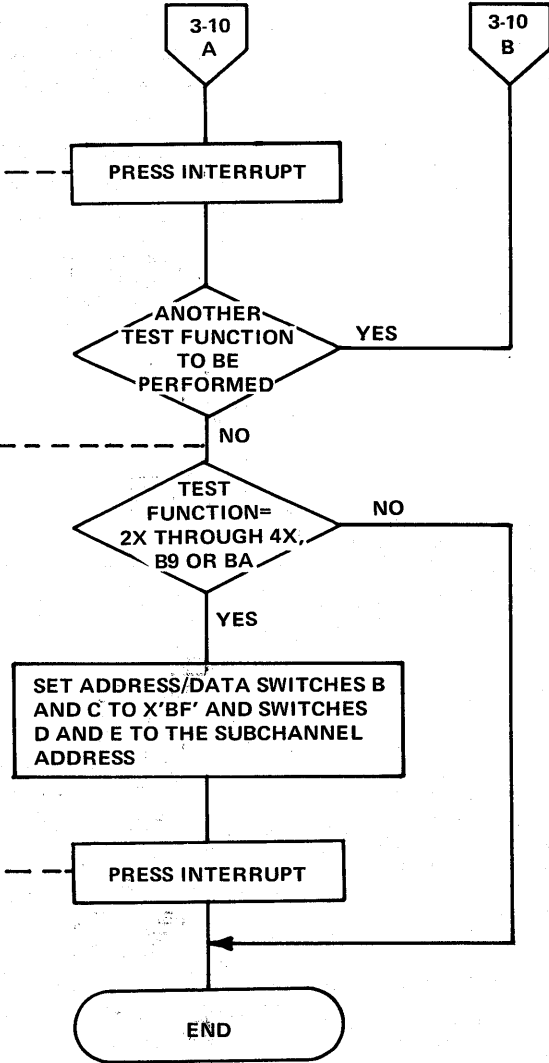 3-10
A
3-10
B
PRESS INTERRUPT
ANOTHER
TEST FUNCTION
TO BE
PERFORMED
YES
NO
TEST
FUNCTION=
2X THROUGH 4X,
B9 OR BA
NO
YES
SET ADDRESS/DATA SWITCHES B
AND C TO X'BF' AND SWITCHES
D AND E TO THE SUBCHANNEL
ADDRESS
PRESS INTERRUPT
END